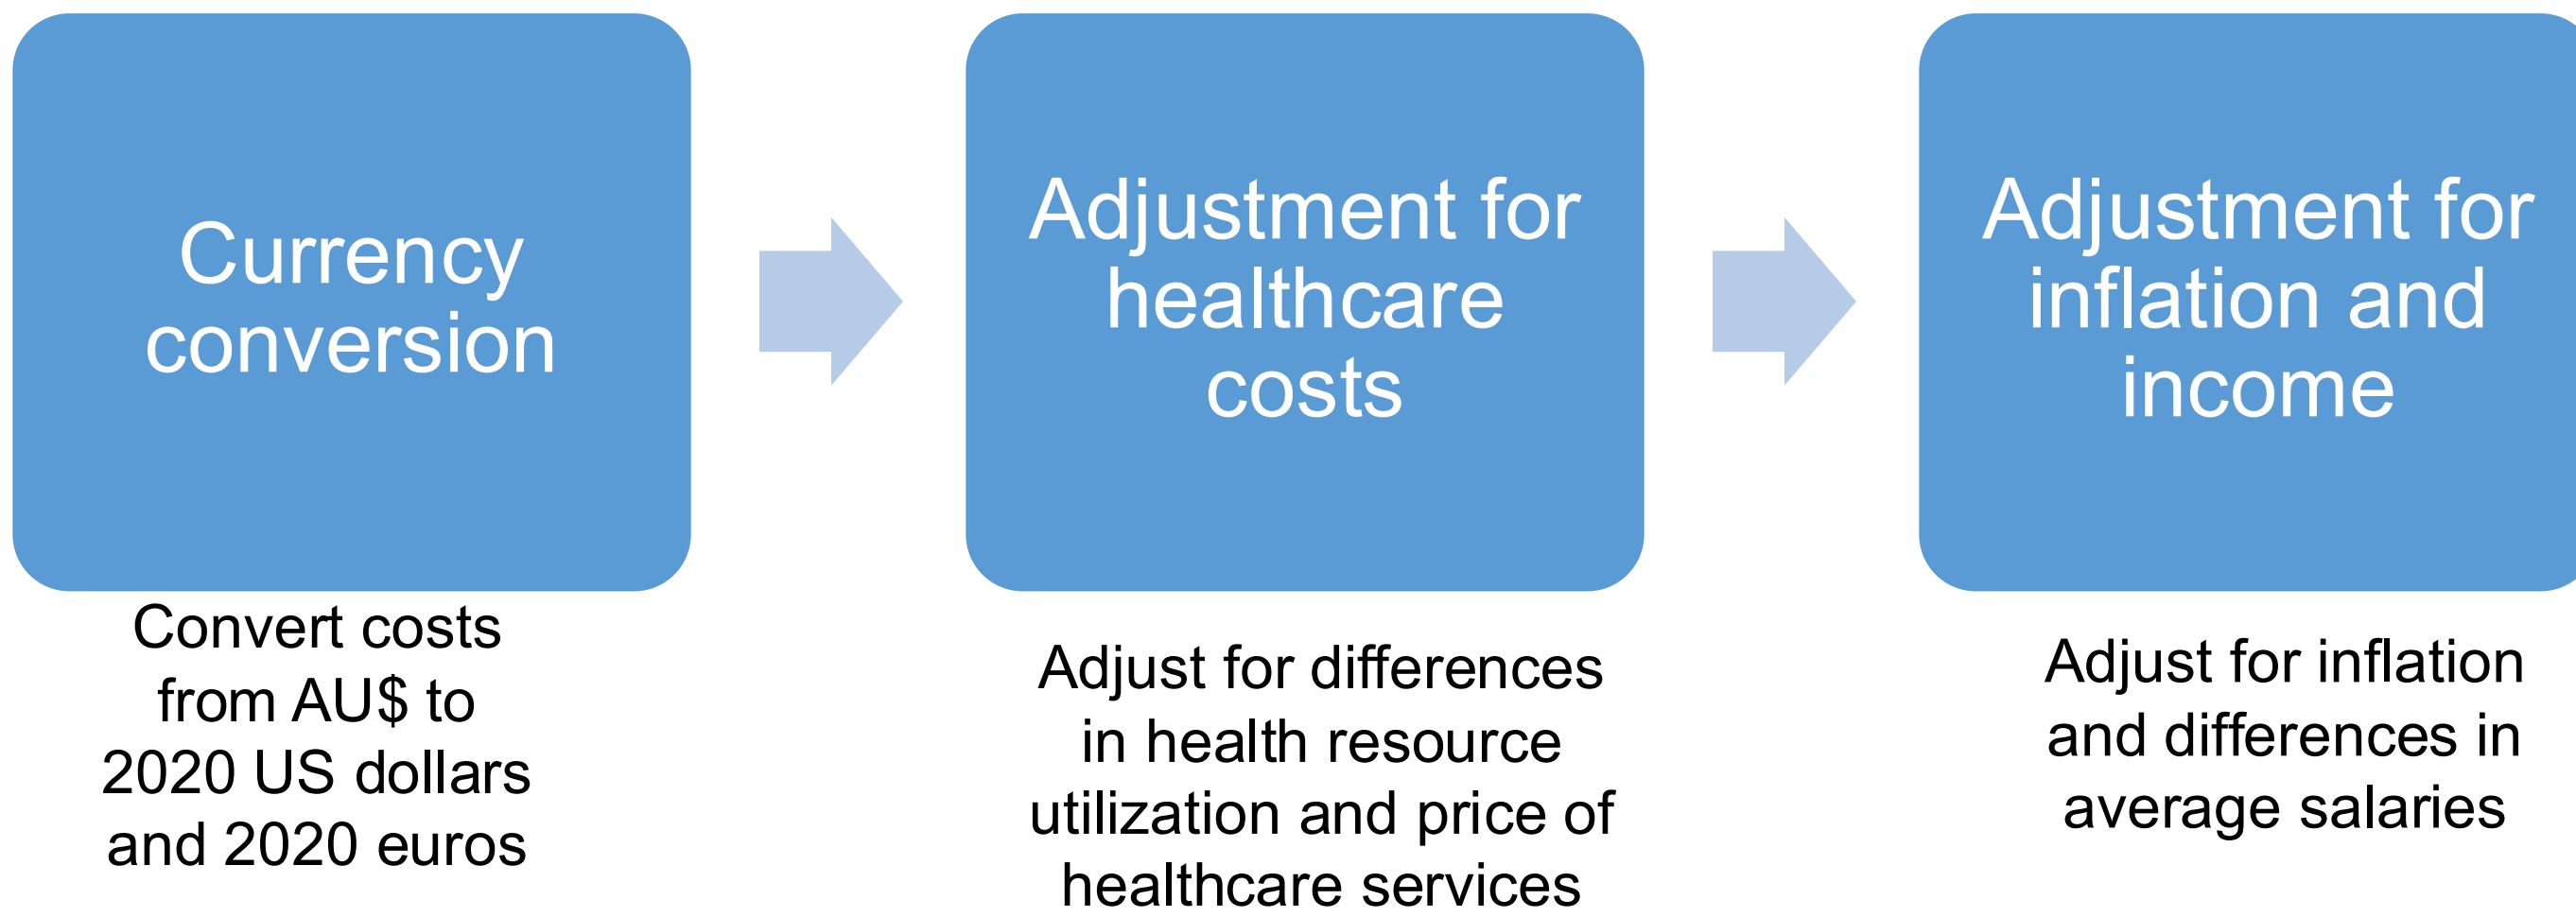 Currency
conversion
Convert costs
from AU$ to
2020 US dollars
and 2020 euros
Adjustment for
healthcare
costs
Adjust for differences
in health resource
utilization and price of
healthcare services
Adjustment for
inflation and
income
Adjust for inflation
and differences in
average salaries